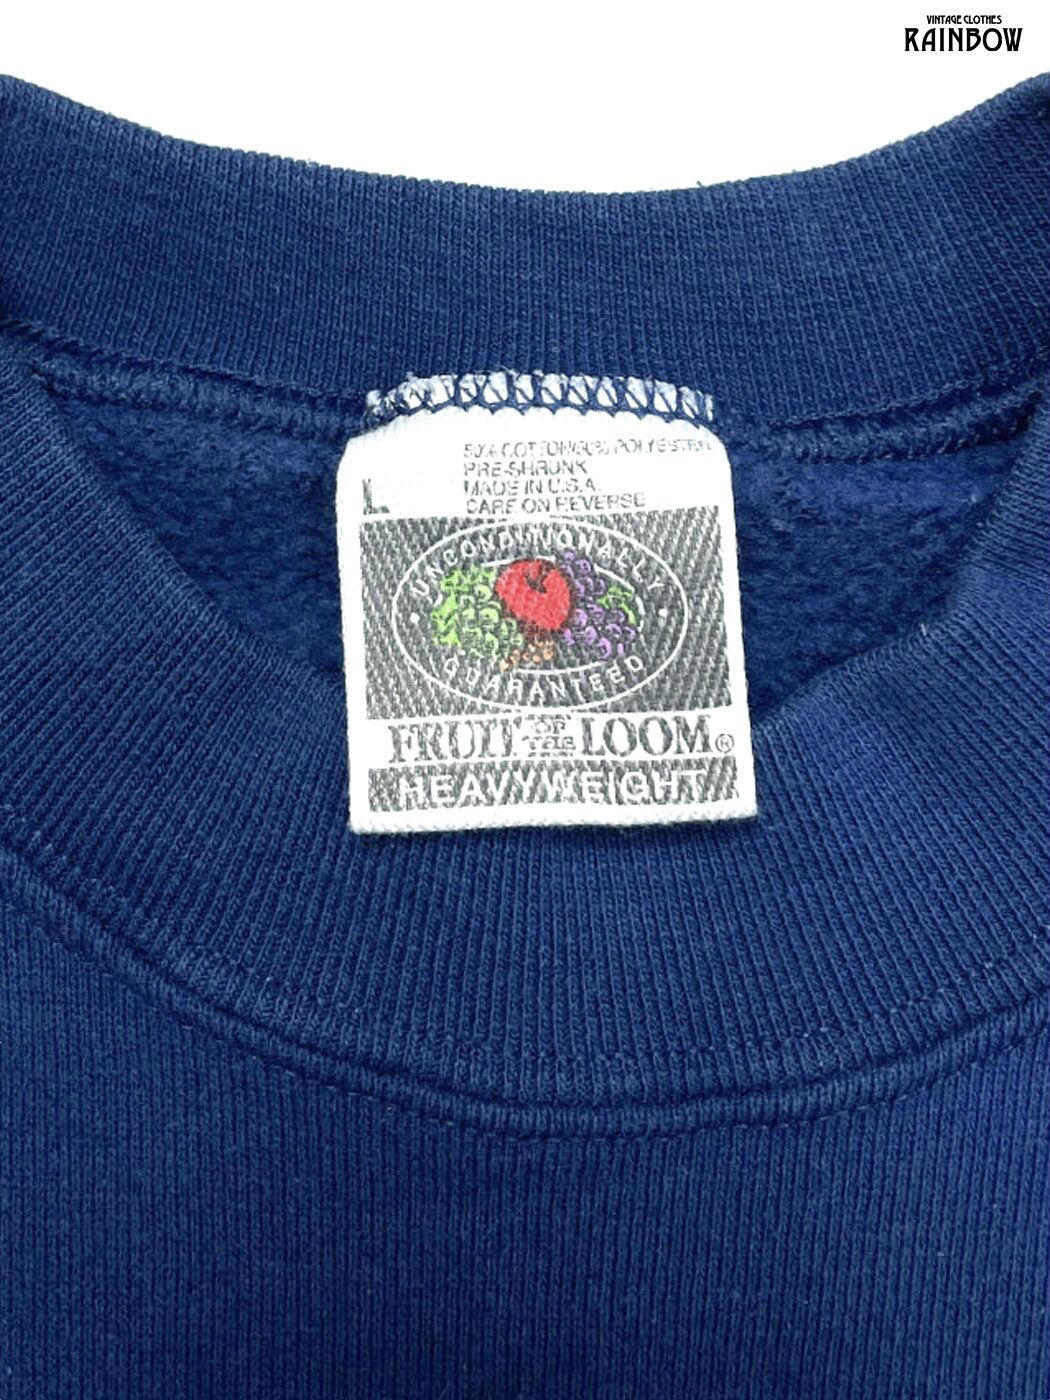 VINTAGE CLOTHES
RAINBOW
50% COTTON/50% POLYESTER
PRE-SHRUNK
L
MADE IN U.S.A.
CARE ON REVERSE
UNCONDITIONALLY
GUARANTEED
FRUIT OF THE LOOM®
HEAVYWEIGHT